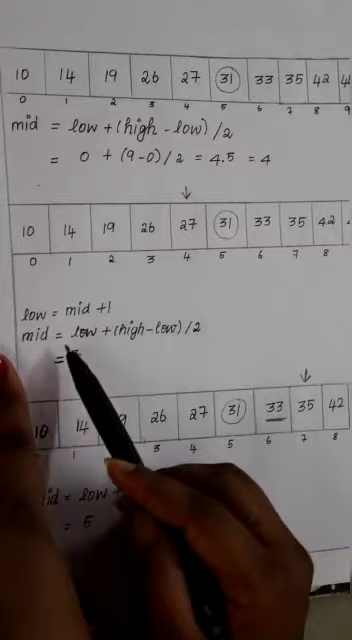 10 14 19 26 27 31 33 35 42
0 1 2 3 4 5 6 7 8 9
mid = low + (high - low) / 2
= 0 + (9-0) / 2 = 4.5 = 4
10 14 19 26 27 31 33 35 42
0 1 2 3 4 5 6 7 8
low = mid + 1
mid = low + (high - low) / 2
=
10 14 26 27 31 33 35 42
1 3 4 5 6 7 8
= low +
= 5